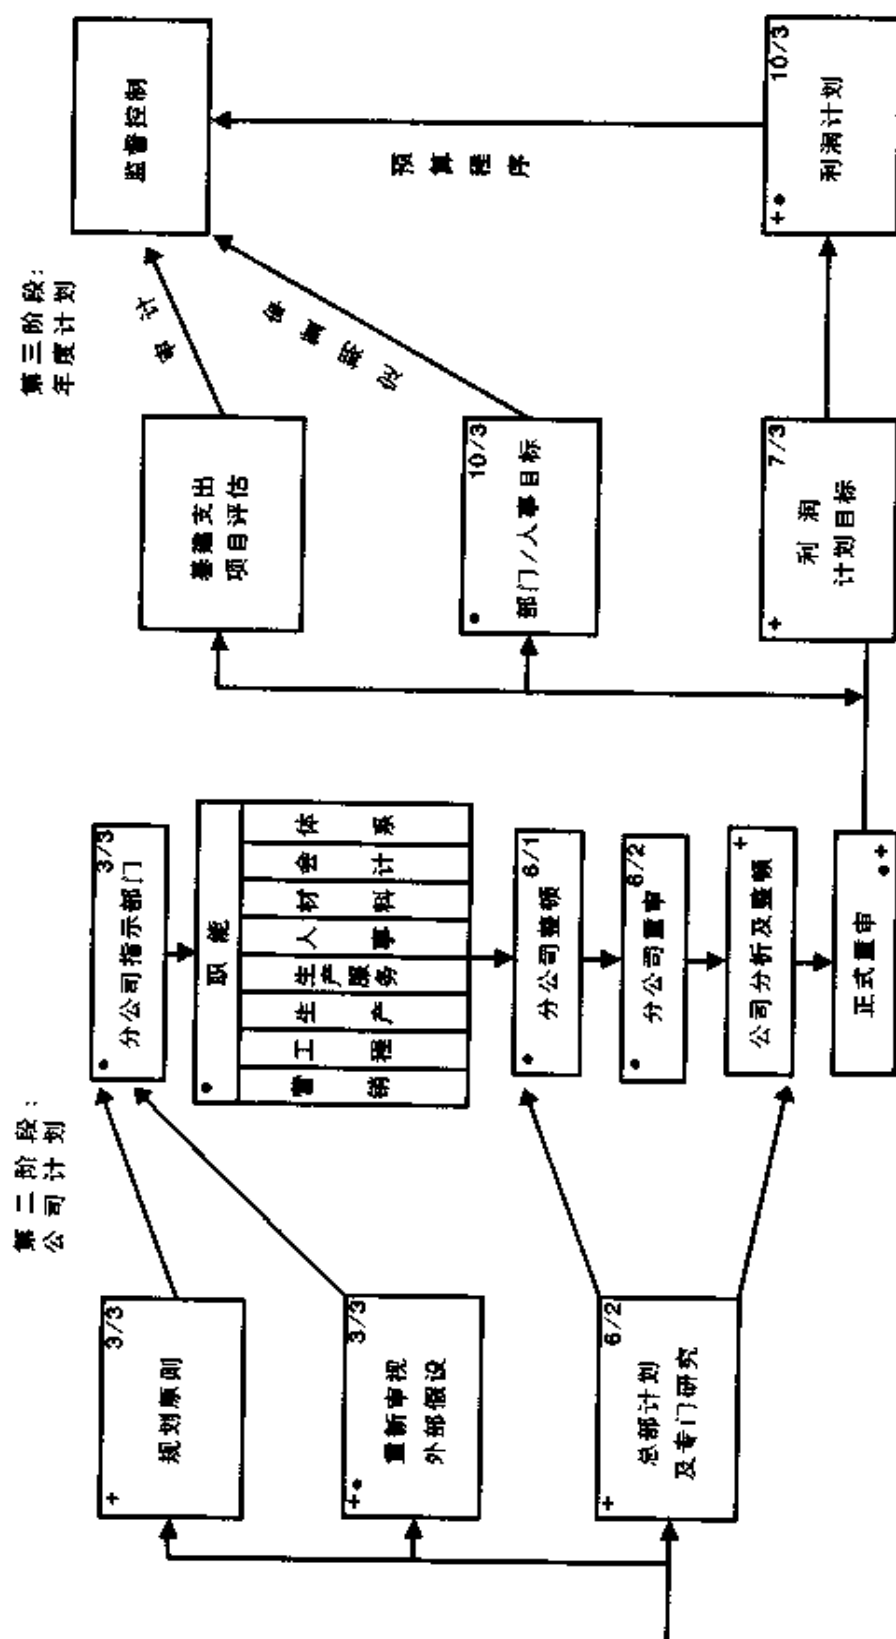 第二阶段：
公司计划
+
3/3
规划原则
+●
3/3
重新审视
外部假设
+
6/2
总部计划
及专门研究
●
3/3
分公司指示部门
●
职能
营销
工程
生产
生产服务
人事
材料
会计
体系
●
6/1
分公司整顿
●
6/2
分公司重审
+
公司分析及整顿
正式重审
●+
第三阶段：
年度计划
基建支出
项目评估
●
10/3
部门/人事目标
+
7/3
利润
计划目标
审计
预算程序
监督控制
+●
10/3
利润计划